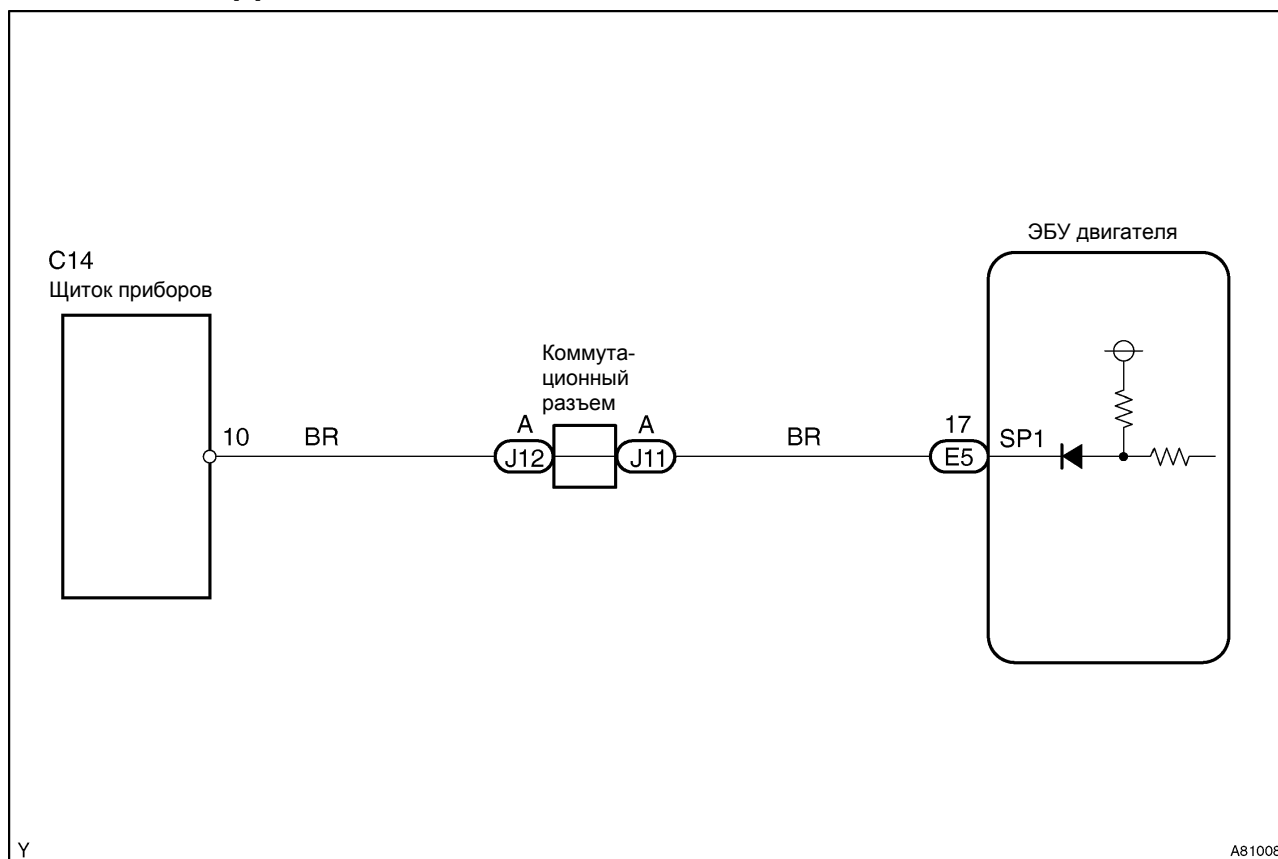 ЭБУ двигателя
C14
Щиток приборов
Коммута-
ционный
разъем
10 BR A A BR 17 SP1
J12 J11 E5
Y A81008